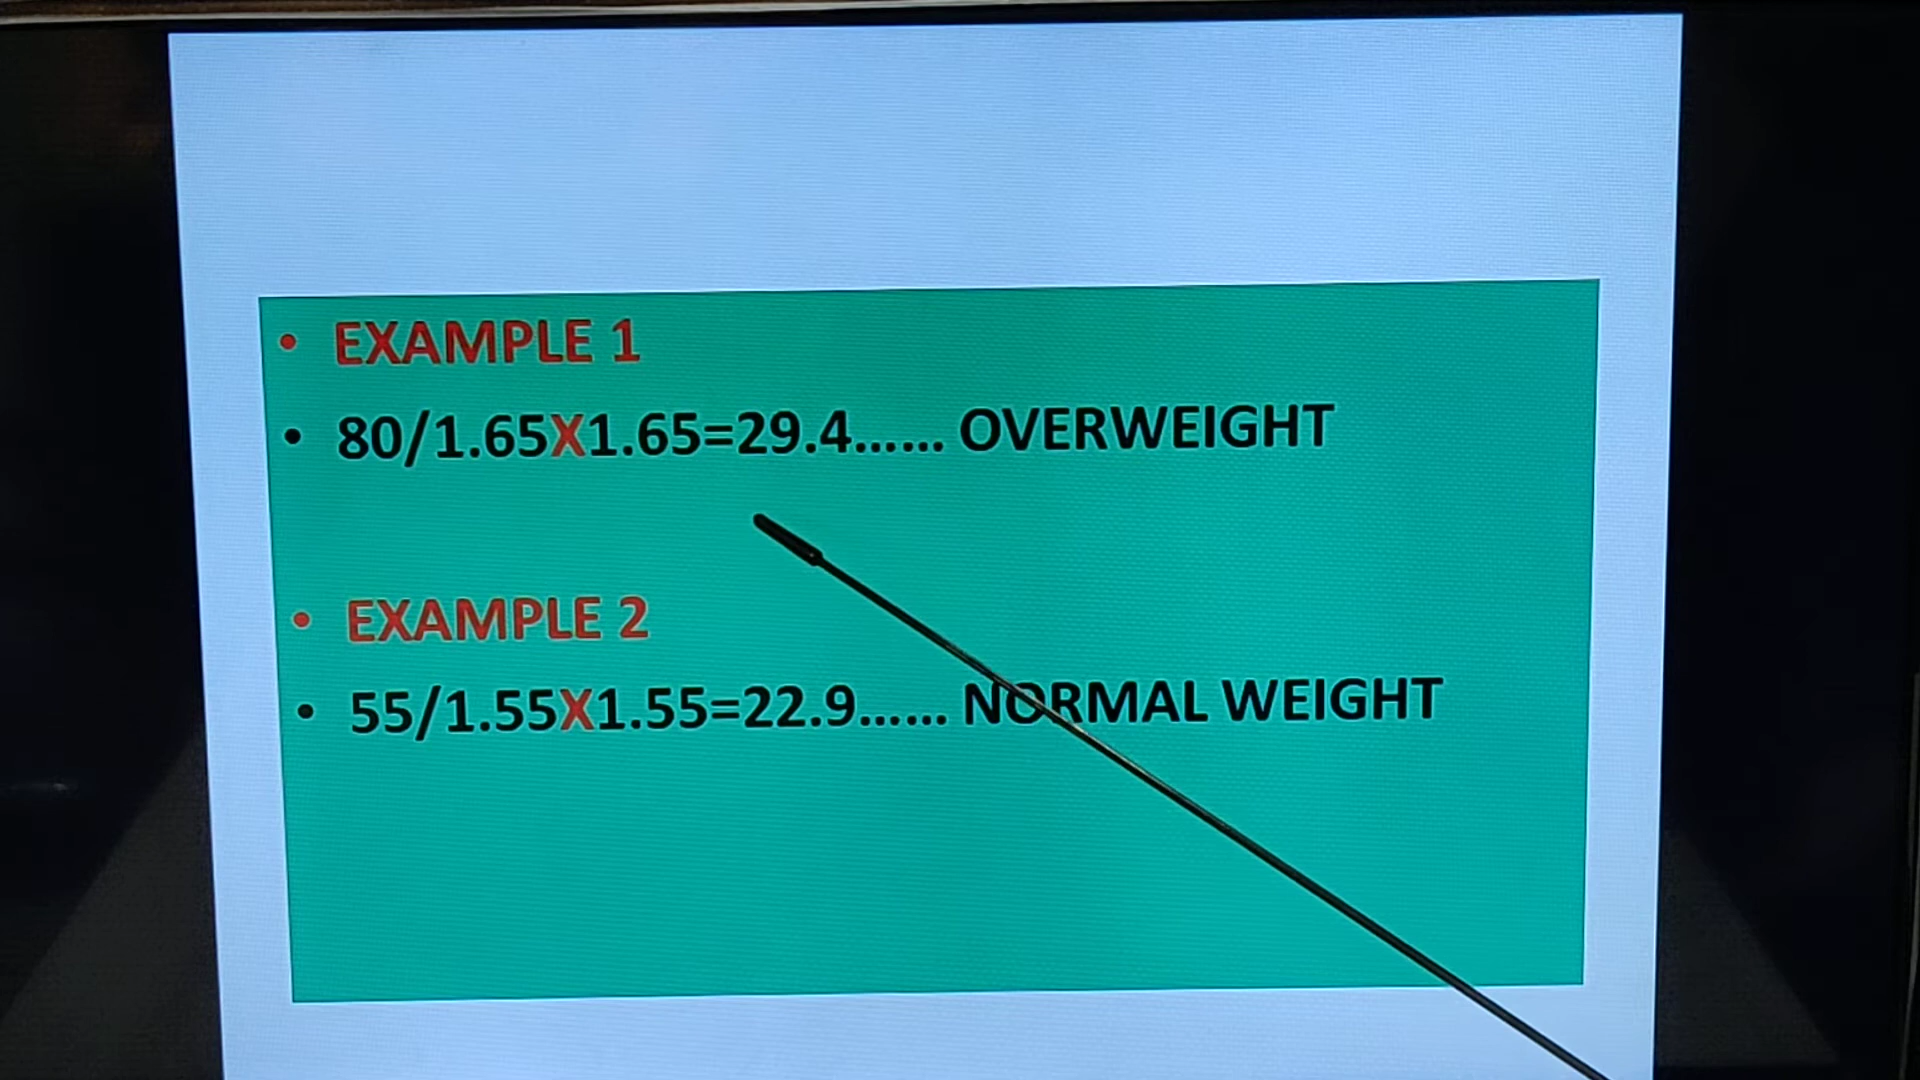 • EXAMPLE 1
• 80/1.65X1.65=29.4...... OVERWEIGHT
• EXAMPLE 2
• 55/1.55X1.55=22.9...... NORMAL WEIGHT